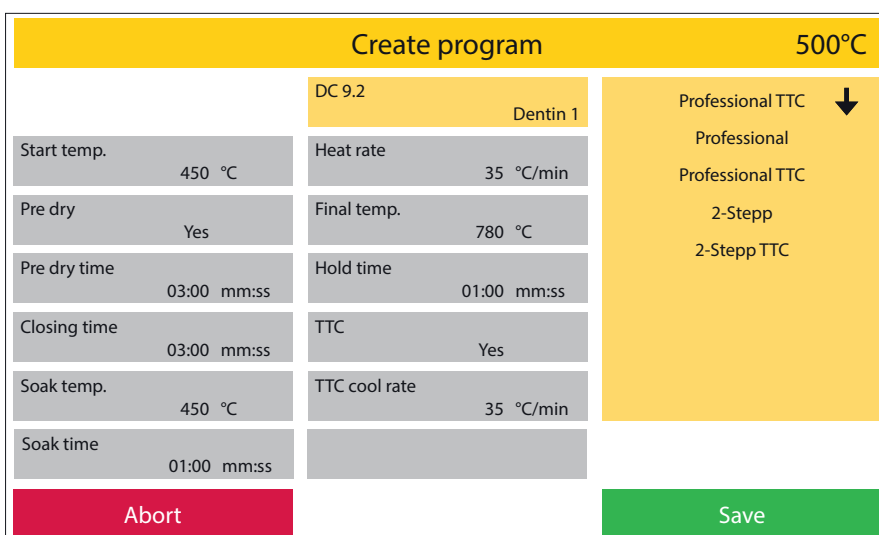 Create program
500°C
DC 9.2
Dentin 1
Start temp.
450 °C
Pre dry
Yes
Pre dry time
03:00 mm:ss
Closing time
03:00 mm:ss
Soak temp.
450 °C
Soak time
01:00 mm:ss
Heat rate
35 °C/min
Final temp.
780 °C
Hold time
01:00 mm:ss
TTC
Yes
TTC cool rate
35 °C/min
Professional TTC
Professional
Professional TTC
2-Stepp
2-Stepp TTC
Abort
Save